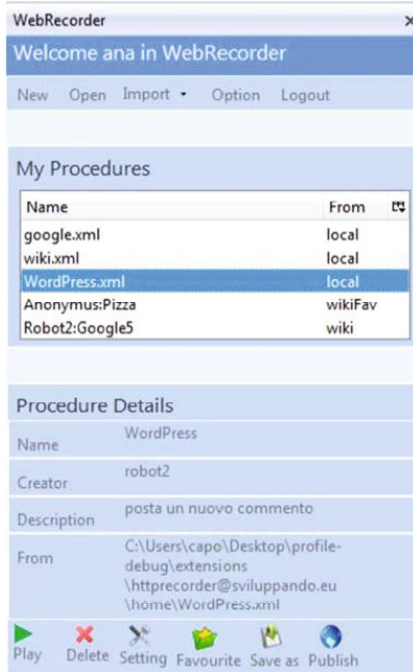 WebRecorder
Welcome ana in WebRecorder
New Open Import Option Logout
My Procedures
Name From
google.xml local
wiki.xml local
WordPress.xml local
Anonymus:Pizza wikiFav
Robot2:Google5 wiki
Procedure Details
Name WordPress
Creator robot2
Description posta un nuovo commento
From C:\Users\capo\Desktop\profile-
debug\extensions
\httprecorder@sviluppando.eu
\home\WordPress.xml
Play Delete Setting Favourite Save as Publish